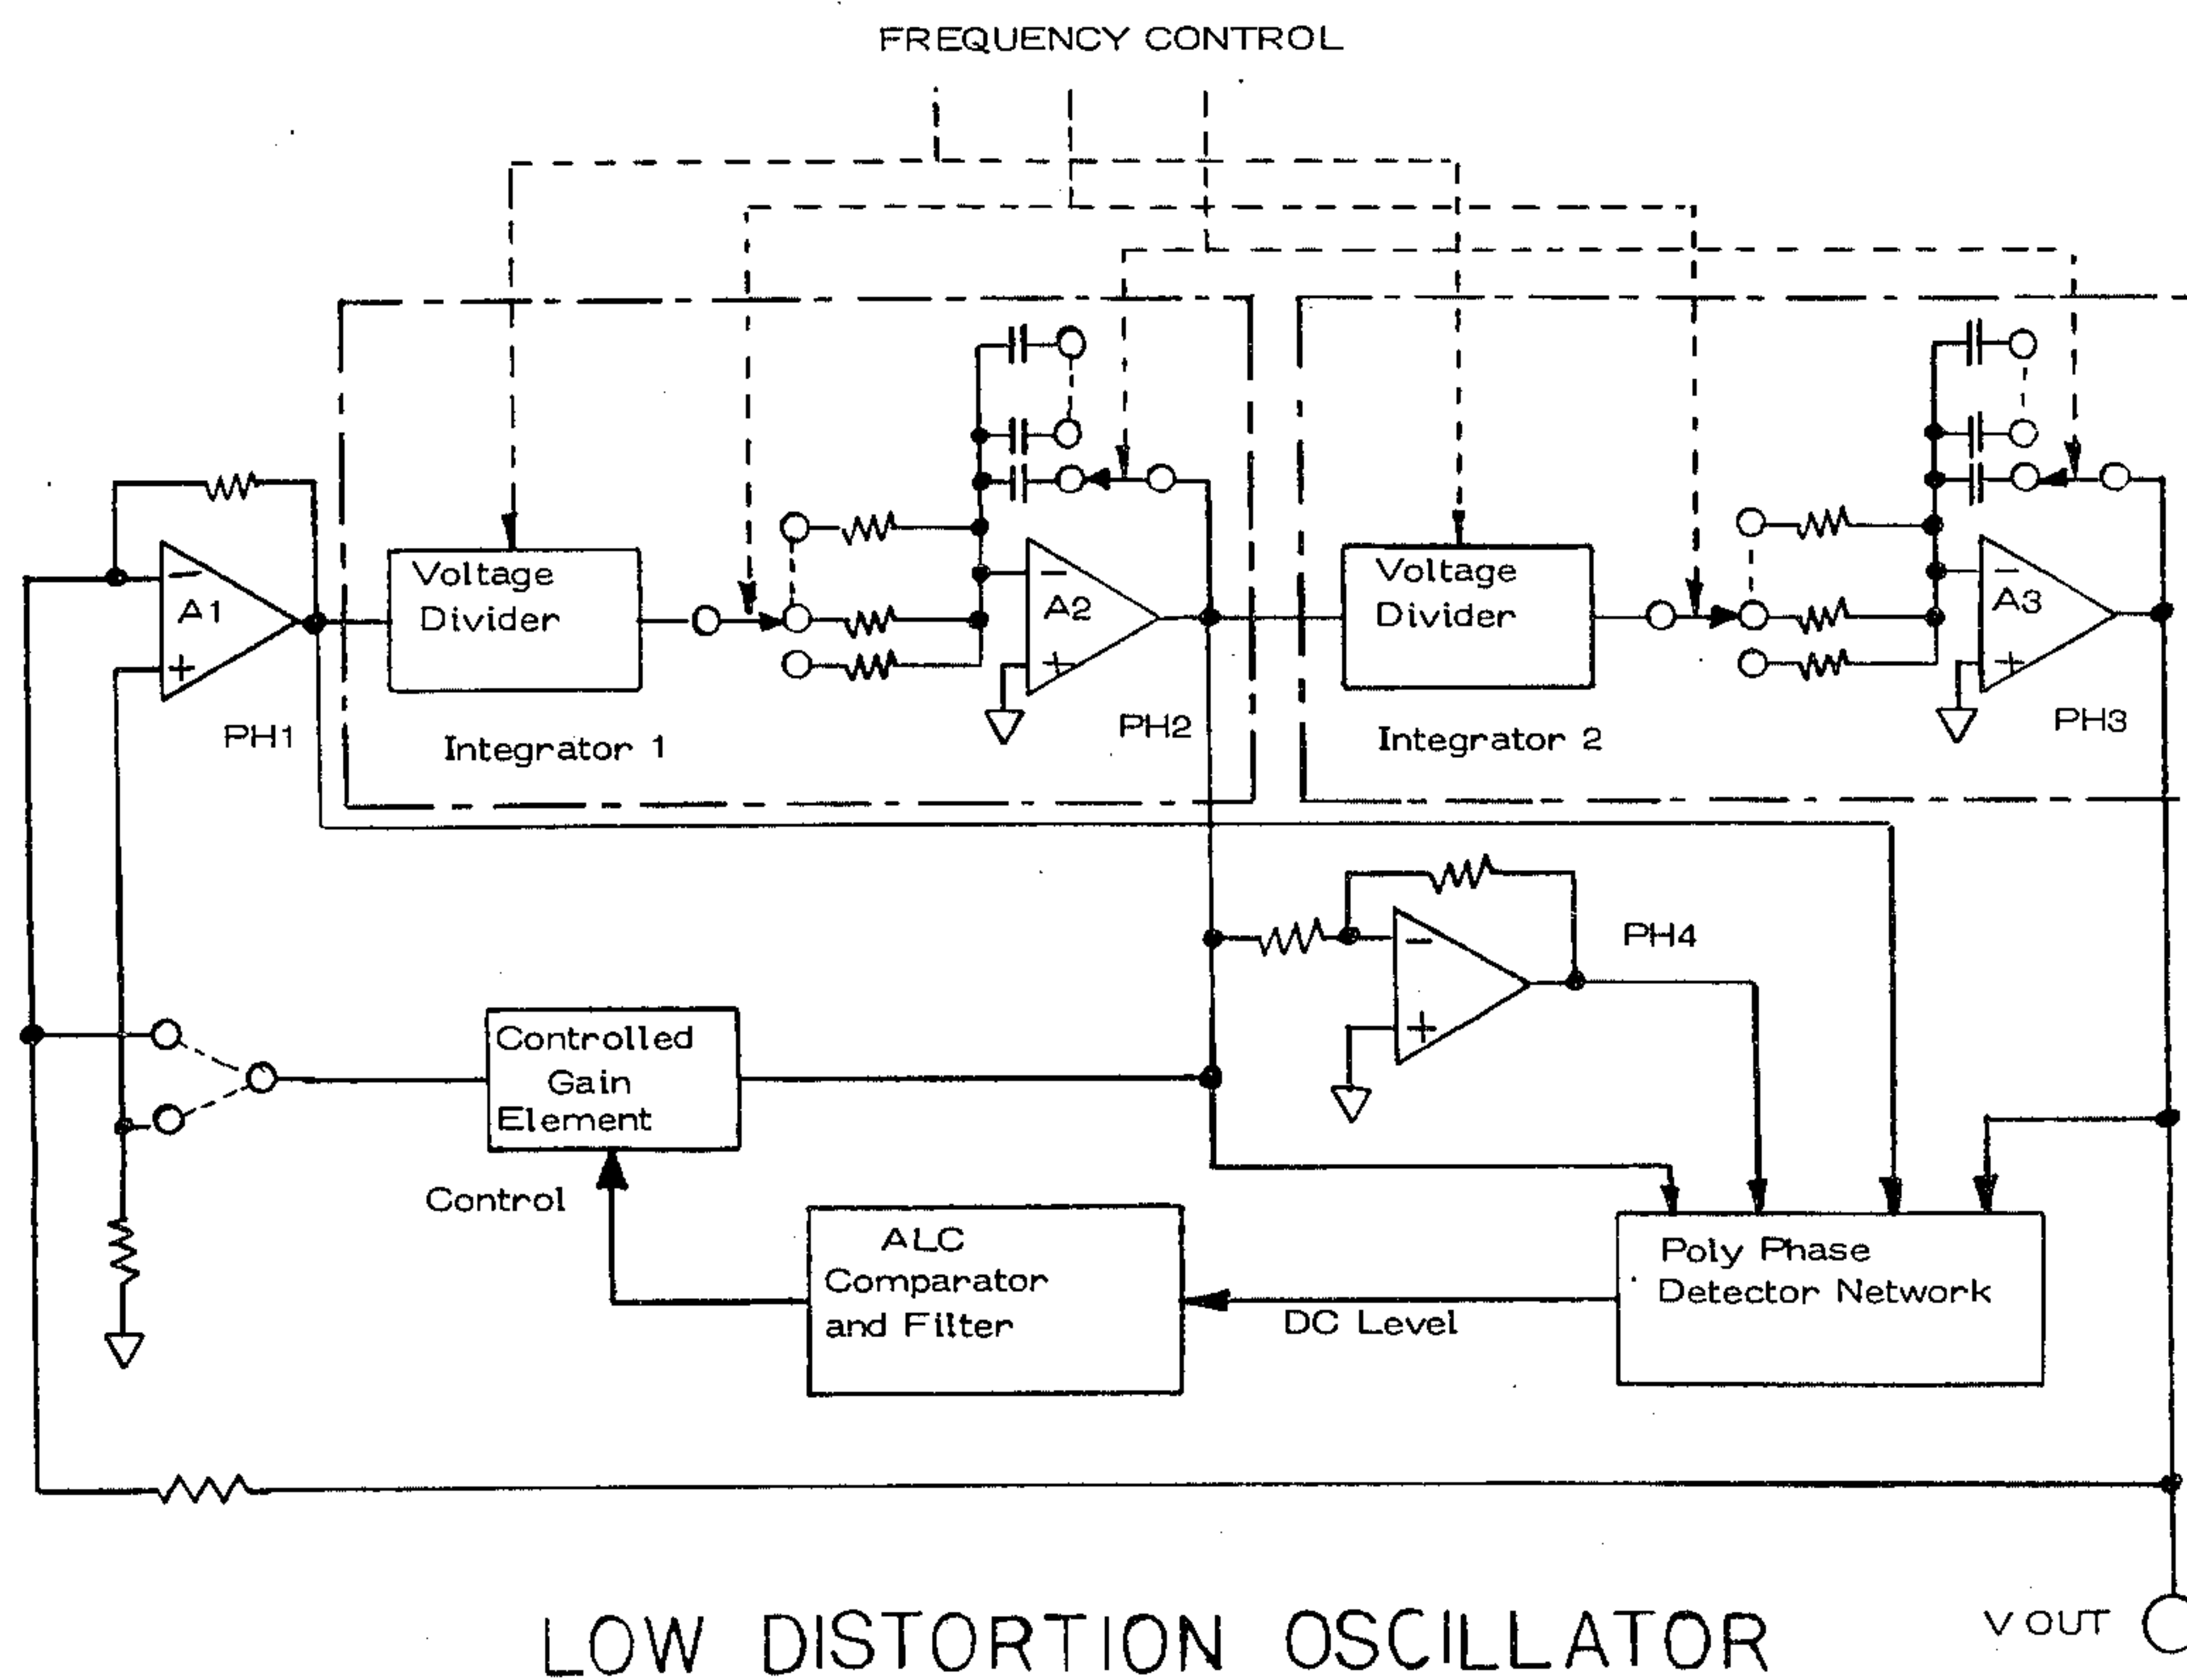 FREQUENCY CONTROL
A1
PH1
Voltage
Divider
Integrator 1
A2
PH2
Voltage
Divider
Integrator 2
A3
PH3
PH4
Controlled
Gain
Element
Control
ALC
Comparator
and Filter
DC Level
Poly Phase
Detector Network
LOW DISTORTION OSCILLATOR
V OUT